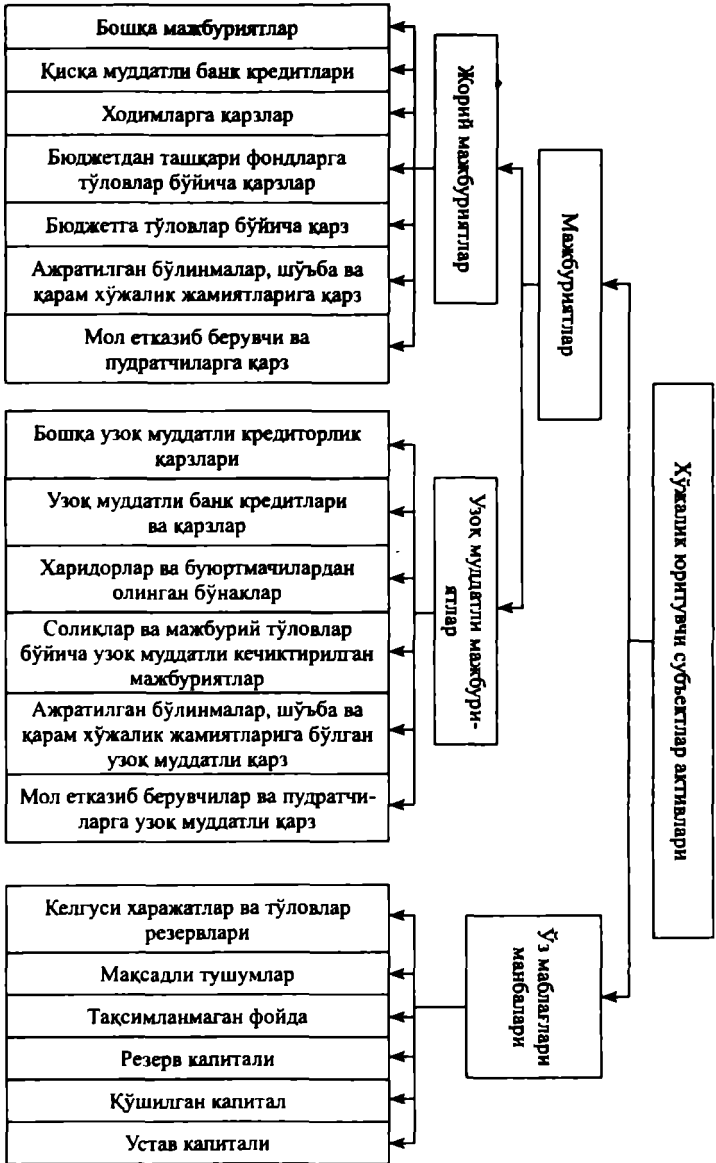 Хўжалик юритувчи субъектлар активлари
Мажбуриятлар
Жорий мажбуриятлар
Бошқа мажбуриятлар
Қисқа муддатли банк кредитлари
Ходимларга қарзлар
Бюджетдан ташқари фондларга
тўловлар бўйича қарзлар
Бюджетга тўловлар бўйича қарз
Ажратилган бўлинмалар, шўъба ва
қарам хўжалик жамиятларига қарз
Мол етказиб берувчи ва
пудратчиларга қарз
Узоқ муддатли мажбури-
ятлар
Бошқа узоқ муддатли кредиторлик
қарзлари
Узоқ муддатли банк кредитлари
ва қарзлар
Харидорлар ва буюртмачилардан
олинган бўнаклар
Солиқлар ва мажбурий тўловлар
бўйича узоқ муддатли кечиктирилган
мажбуриятлар
Ажратилган бўлинмалар, шўъба ва
қарам хўжалик жамиятларига бўлган
узоқ муддатли қарз
Мол етказиб берувчилар ва пудратчи-
ларга узоқ муддатли қарз
Ўз маблағлари
манбалари
Келгуси харажатлар ва тўловлар
резервлари
Мақсадли тушумлар
Тақсимланмаган фойда
Резерв капитали
Қўшилган капитал
Устав капитали